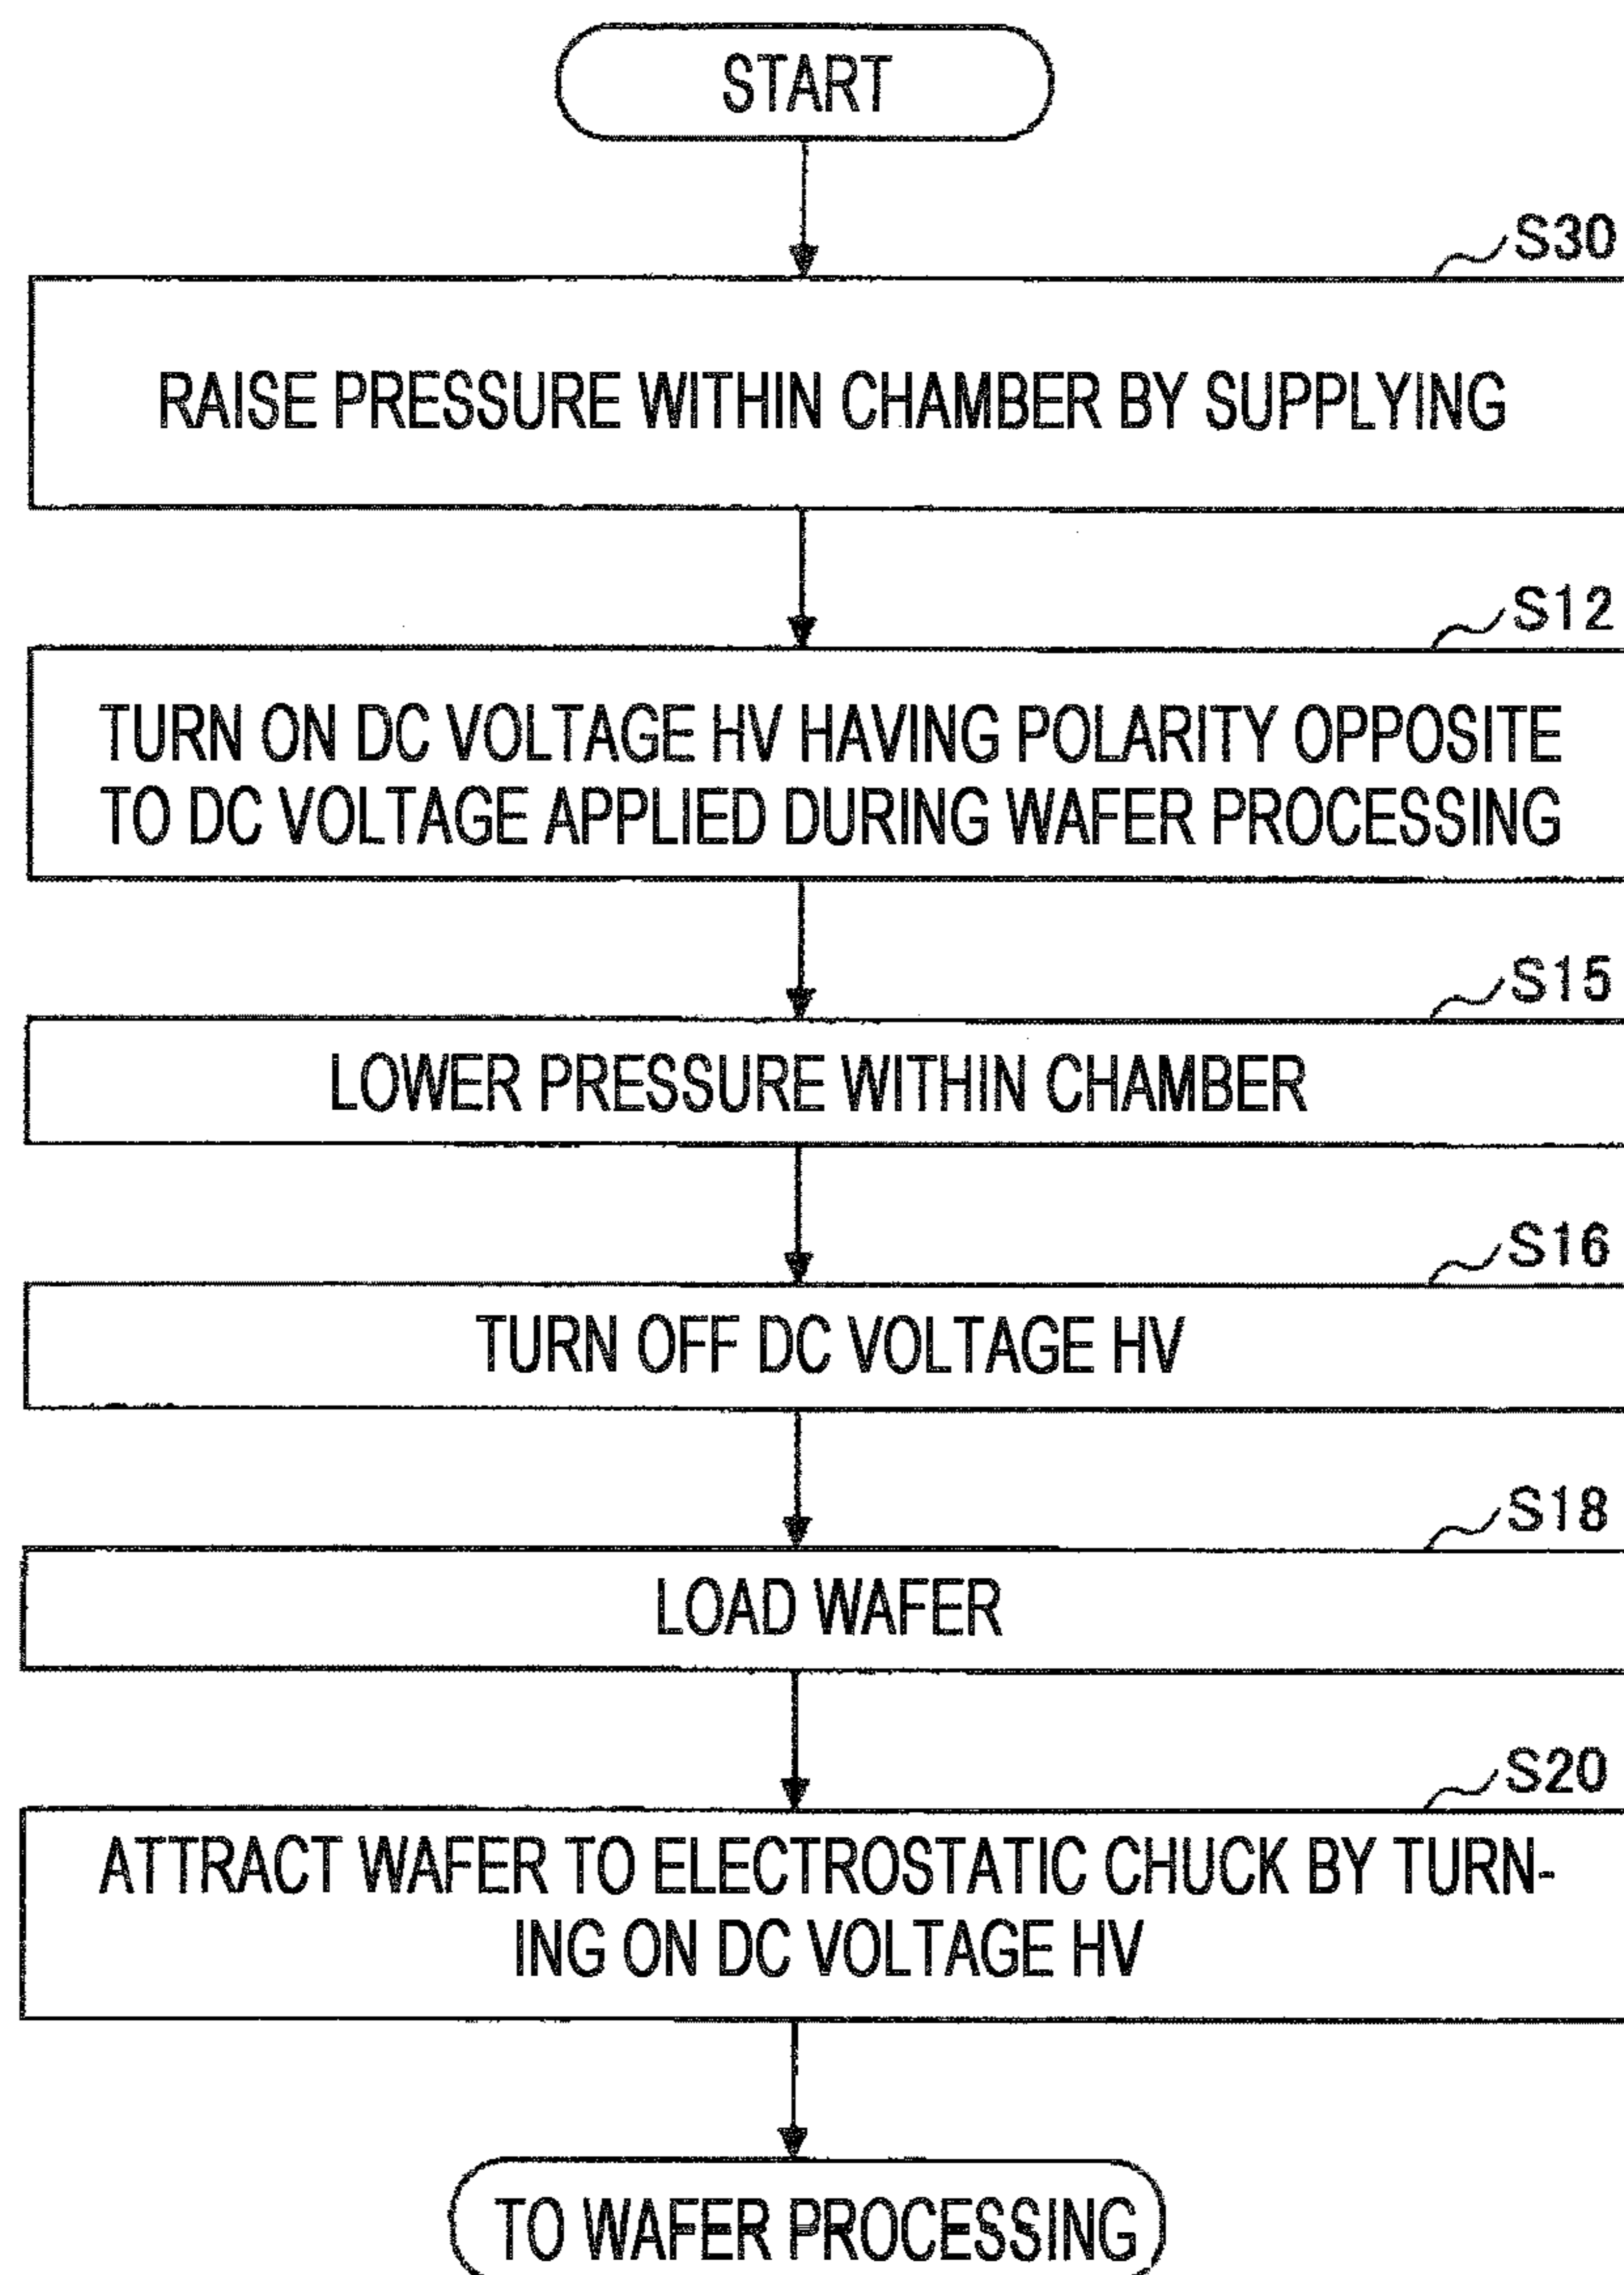 START
S30
RAISE PRESSURE WITHIN CHAMBER BY SUPPLYING
S12
TURN ON DC VOLTAGE HV HAVING POLARITY OPPOSITE
TO DC VOLTAGE APPLIED DURING WAFER PROCESSING
S15
LOWER PRESSURE WITHIN CHAMBER
S16
TURN OFF DC VOLTAGE HV
S18
LOAD WAFER
S20
ATTRACT WAFER TO ELECTROSTATIC CHUCK BY TURN-
ING ON DC VOLTAGE HV
TO WAFER PROCESSING